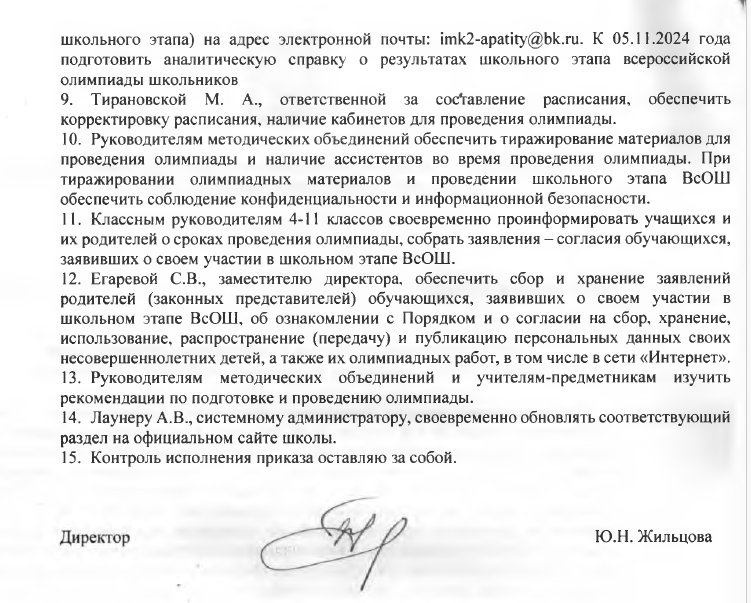 школьного этапа) на адрес электронной почты: imk2-apatity@bk.ru. К 05.11.2024 года
подготовить аналитическую справку о результатах школьного этапа всероссийской
олимпиады школьников
9. Тирановской М. А., ответственной за составление расписания, обеспечить
корректировку расписания, наличие кабинетов для проведения олимпиады.
10. Руководителям методических объединений обеспечить тиражирование материалов для
проведения олимпиады и наличие ассистентов во время проведения олимпиады. При
тиражировании олимпиадных материалов и проведении школьного этапа ВсОШ
обеспечить соблюдение конфиденциальности и информационной безопасности.
11. Классным руководителям 4-11 классов своевременно проинформировать учащихся и
их родителей о сроках проведения олимпиады, собрать заявления – согласия обучающихся,
заявивших о своем участии в школьном этапе ВсОШ.
12. Егаревой С.В., заместителю директора, обеспечить сбор и хранение заявлений
родителей (законных представителей) обучающихся, заявивших о своем участии в
школьном этапе ВсОШ, об ознакомлении с Порядком и о согласии на сбор, хранение,
использование, распространение (передачу) и публикацию персональных данных своих
несовершеннолетних детей, а также их олимпиадных работ, в том числе в сети «Интернет».
13. Руководителям методических объединений и учителям-предметникам изучить
рекомендации по подготовке и проведению олимпиады.
14. Лаунеру А.В., системному администратору, своевременно обновлять соответствующий
раздел на официальном сайте школы.
15. Контроль исполнения приказа оставляю за собой.
Директор Ю.Н. Жильцова